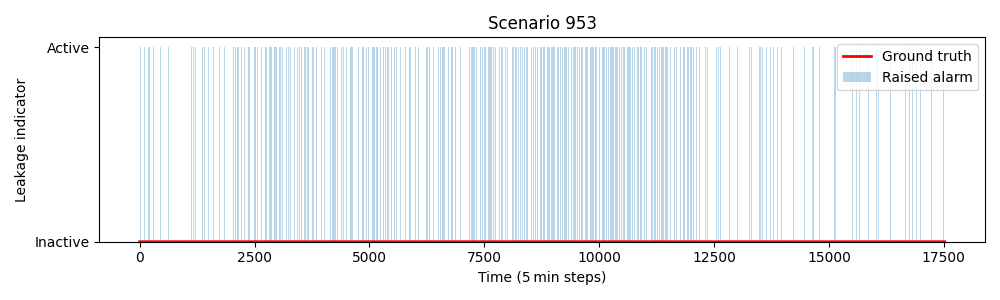 Scenario 953
Active
Inactive
Leakage indicator
Ground truth
Raised alarm
0 2500 5000 7500 10000 12500 15000 17500
Time (5 min steps)